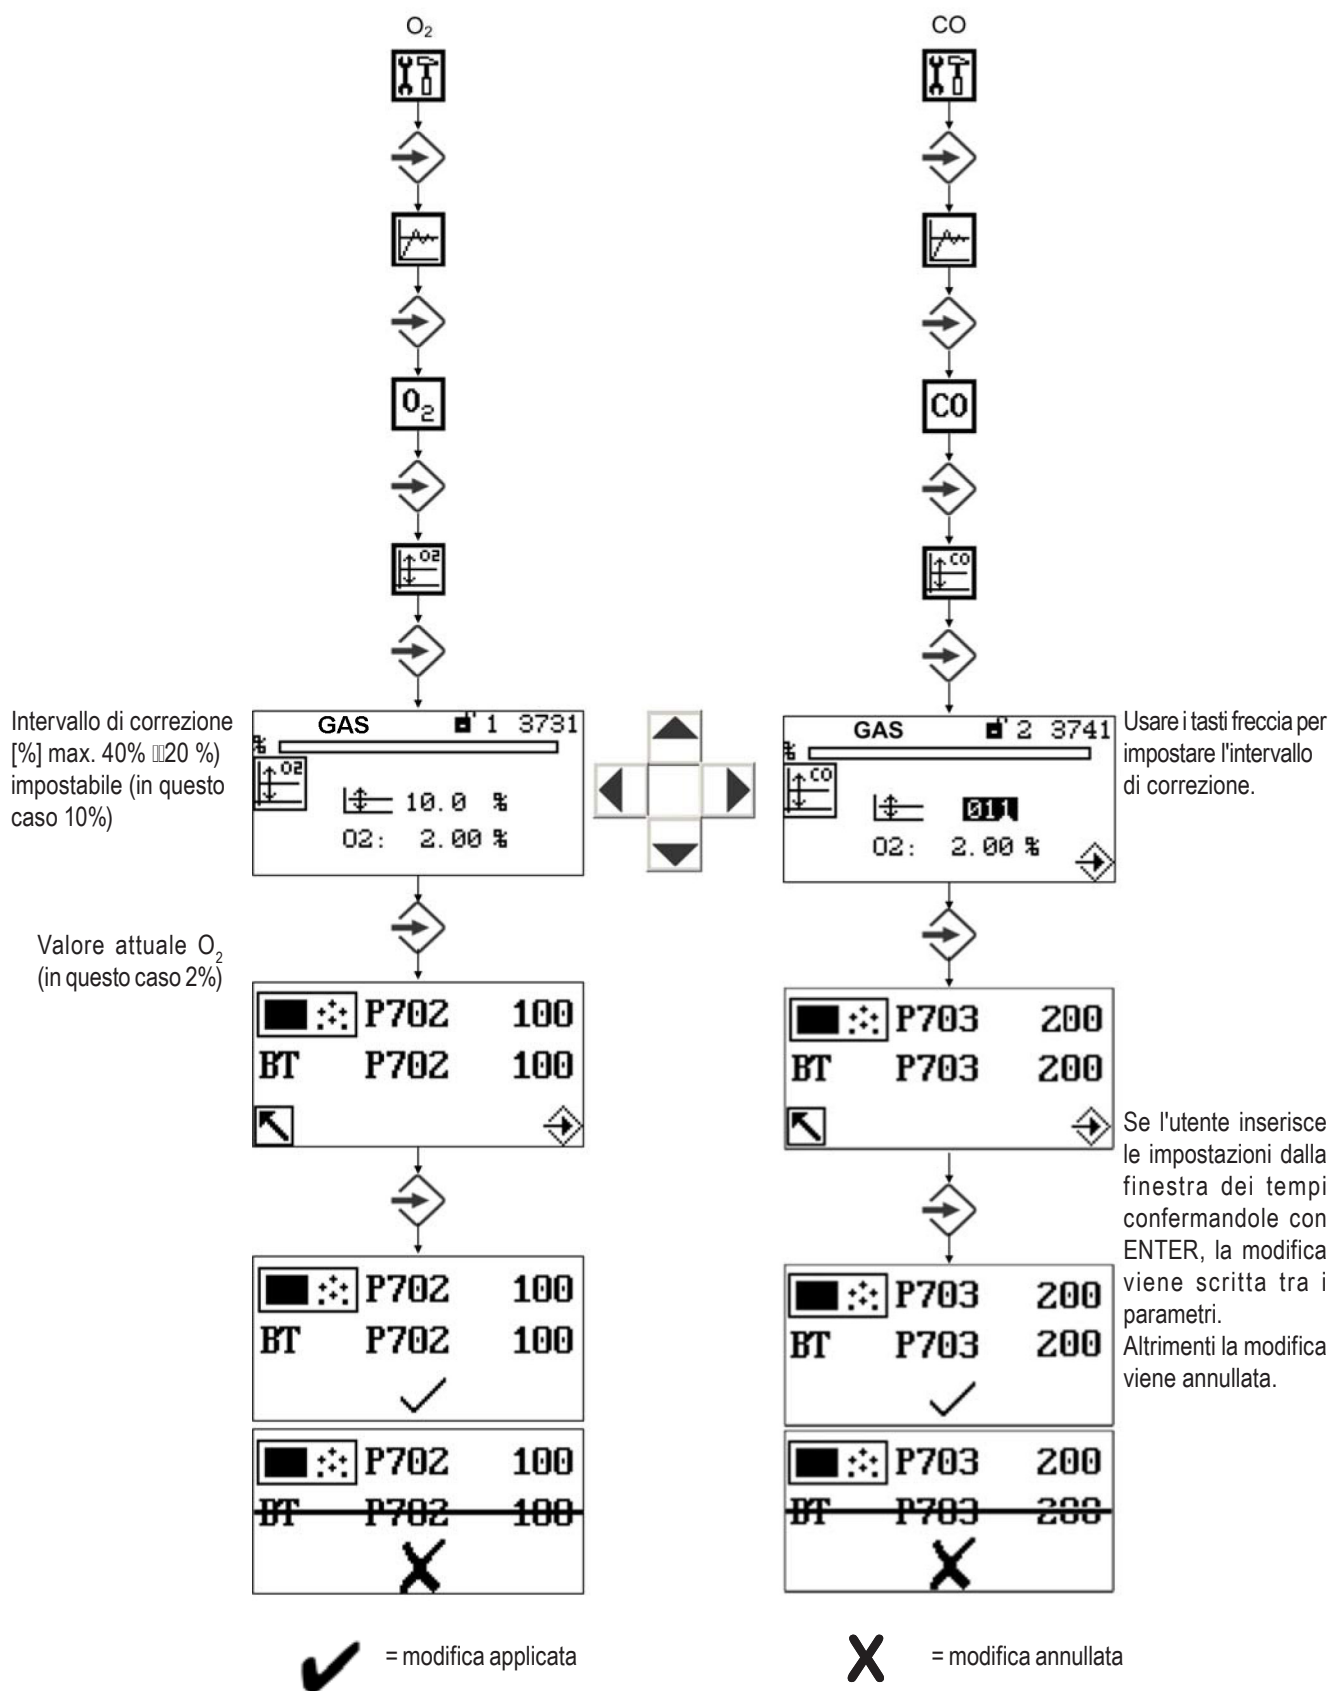 O₂
CO
O₂
CO
O2
CO
Intervallo di correzione
[%] max. 40% 20 %)
impostabile (in questo
caso 10%)
GAS 1 3731
%
O2
10.0 %
O2: 2.00 %
GAS 2 3741
%
CO
011
O2: 2.00 %
Usare i tasti freccia per
impostare l'intervallo
di correzione.
Valore attuale O₂
(in questo caso 2%)
P702 100
BT P702 100
P703 200
BT P703 200
Se l'utente inserisce
le impostazioni dalla
finestra dei tempi
confermandole con
ENTER, la modifica
viene scritta tra i
parametri.
Altrimenti la modifica
viene annullata.
P702 100
BT P702 100
P703 200
BT P703 200
P702 100
BT P702 100
P703 200
BT P703 200
= modifica applicata
= modifica annullata